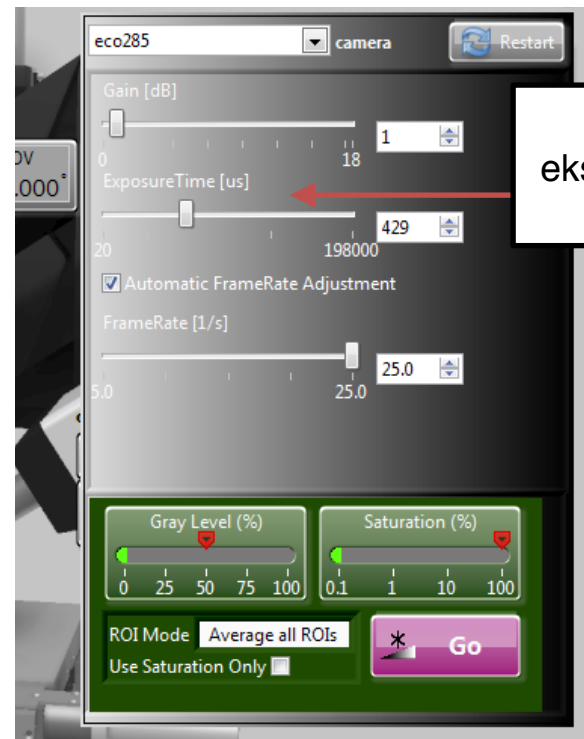 eco285 camera Restart
Gain [dB]
1
0 18
ExposureTime [us]
429
20 198000
Automatic FrameRate Adjustment
FrameRate [1/s]
25.0
5.0 25.0
Gray Level (%) Saturation (%)
0 25 50 75 100 0.1 1 10 100
ROI Mode Average all ROIs
Go
Use Saturation Only
.000°